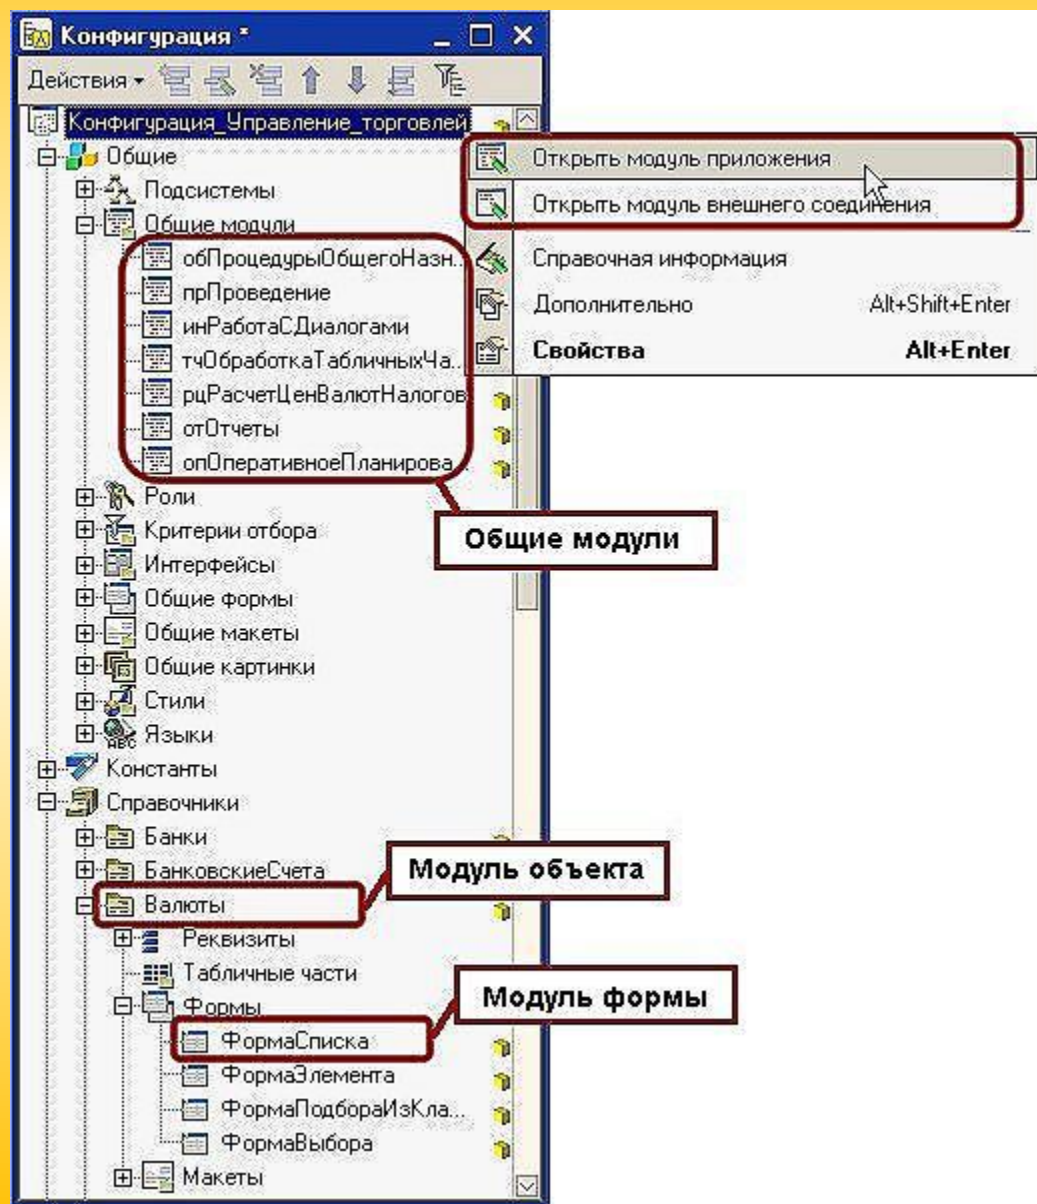 Конфигурация *
Действия
Конфигурация_Управление_торговлей
Общие
Открыть модуль приложения
Подсистемы
Открыть модуль внешнего соединения
Общие модули
обПроцедурыОбщегоНазн...
Справочная информация
прПроведение
Дополнительно Alt+Shift+Enter
инРаботаСДиалогами
Свойства Alt+Enter
тчОбработкаТабличныхЧа...
рцРасчетЦенВалютНалогов
отОтчеты
опОперативноеПланирова...
Роли
Общие модули
Критерии отбора
Интерфейсы
Общие формы
Общие макеты
Общие картинки
Стили
ABC
Языки
Константы
Справочники
Банки
Модуль объекта
БанковскиеСчета
Валюты
Реквизиты
Табличные части
Модуль формы
Формы
ФормаСписка
ФормаЭлемента
ФормаПодбораИзКла...
ФормаВыбора
Макеты